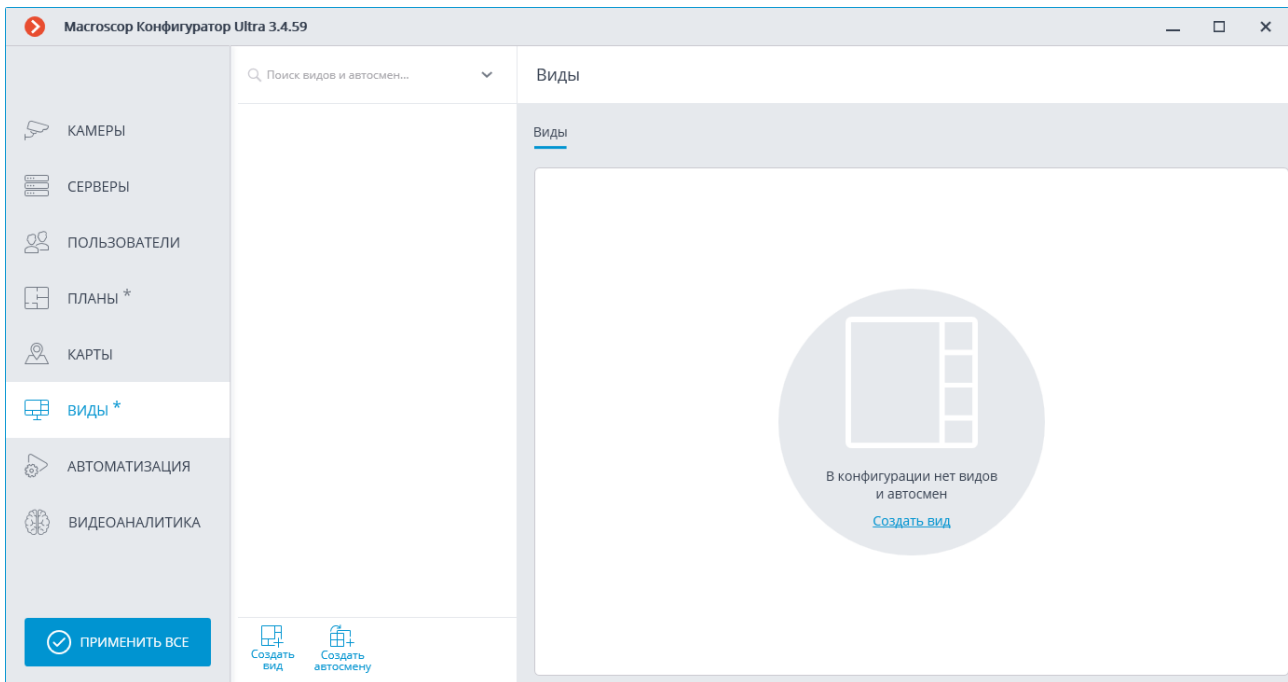 Macroscop Конфигуратор Ultra 3.4.59
Поиск видов и автосмен...
Виды
КАМЕРЫ
СЕРВЕРЫ
ПОЛЬЗОВАТЕЛИ
ПЛАНЫ *
КАРТЫ
ВИДЫ *
АВТОМАТИЗАЦИЯ
ВИДЕОАНАЛИТИКА
ПРИМЕНИТЬ ВСЕ
Создать
вид
Создать
автосмену
Виды
В конфигурации нет видов
и автосмен
Создать вид